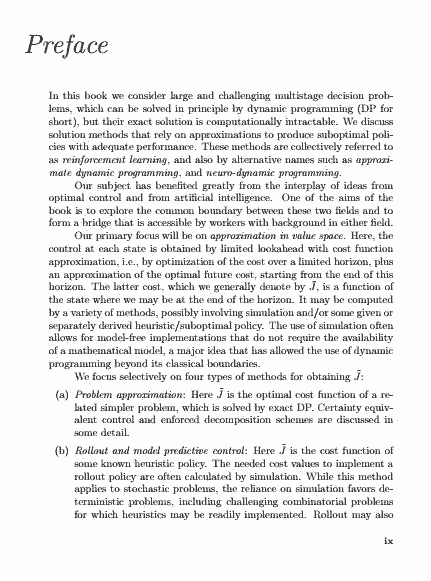 Preface
In this book we consider large and challenging multistage decision prob-
lems, which can be solved in principle by dynamic programming (DP for
short), but their exact solution is computationally intractable. We discuss
solution methods that rely on approximations to produce suboptimal poli-
cies with adequate performance. These methods are collectively referred to
as reinforcement learning, and also by alternative names such as approxi-
mate dynamic programming, and neuro-dynamic programming.
Our subject has benefited greatly from the interplay of ideas from
optimal control and from artificial intelligence. One of the aims of the
book is to explore the common boundary between these two fields and to
form a bridge that is accessible by workers with background in either field.
Our primary focus will be on approximation in value space. Here, the
control at each state is obtained by limited lookahead with cost function
approximation, i.e., by optimization of the cost over a limited horizon, plus
an approximation of the optimal future cost, starting from the end of this
horizon. The latter cost, which we generally denote by J̃, is a function of
the state where we may be at the end of the horizon. It may be computed
by a variety of methods, possibly involving simulation and/or some given or
separately derived heuristic/suboptimal policy. The use of simulation often
allows for model-free implementations that do not require the availability
of a mathematical model, a major idea that has allowed the use of dynamic
programming beyond its classical boundaries.
We focus selectively on four types of methods for obtaining J̃:
(a) Problem approximation: Here J̃ is the optimal cost function of a re-
lated simpler problem, which is solved by exact DP. Certainty equiv-
alent control and enforced decomposition schemes are discussed in
some detail.
(b) Rollout and model predictive control: Here J̃ is the cost function of
some known heuristic policy. The needed cost values to implement a
rollout policy are often calculated by simulation. While this method
applies to stochastic problems, the reliance on simulation favors de-
terministic problems, including challenging combinatorial problems
for which heuristics may be readily implemented. Rollout may also
ix